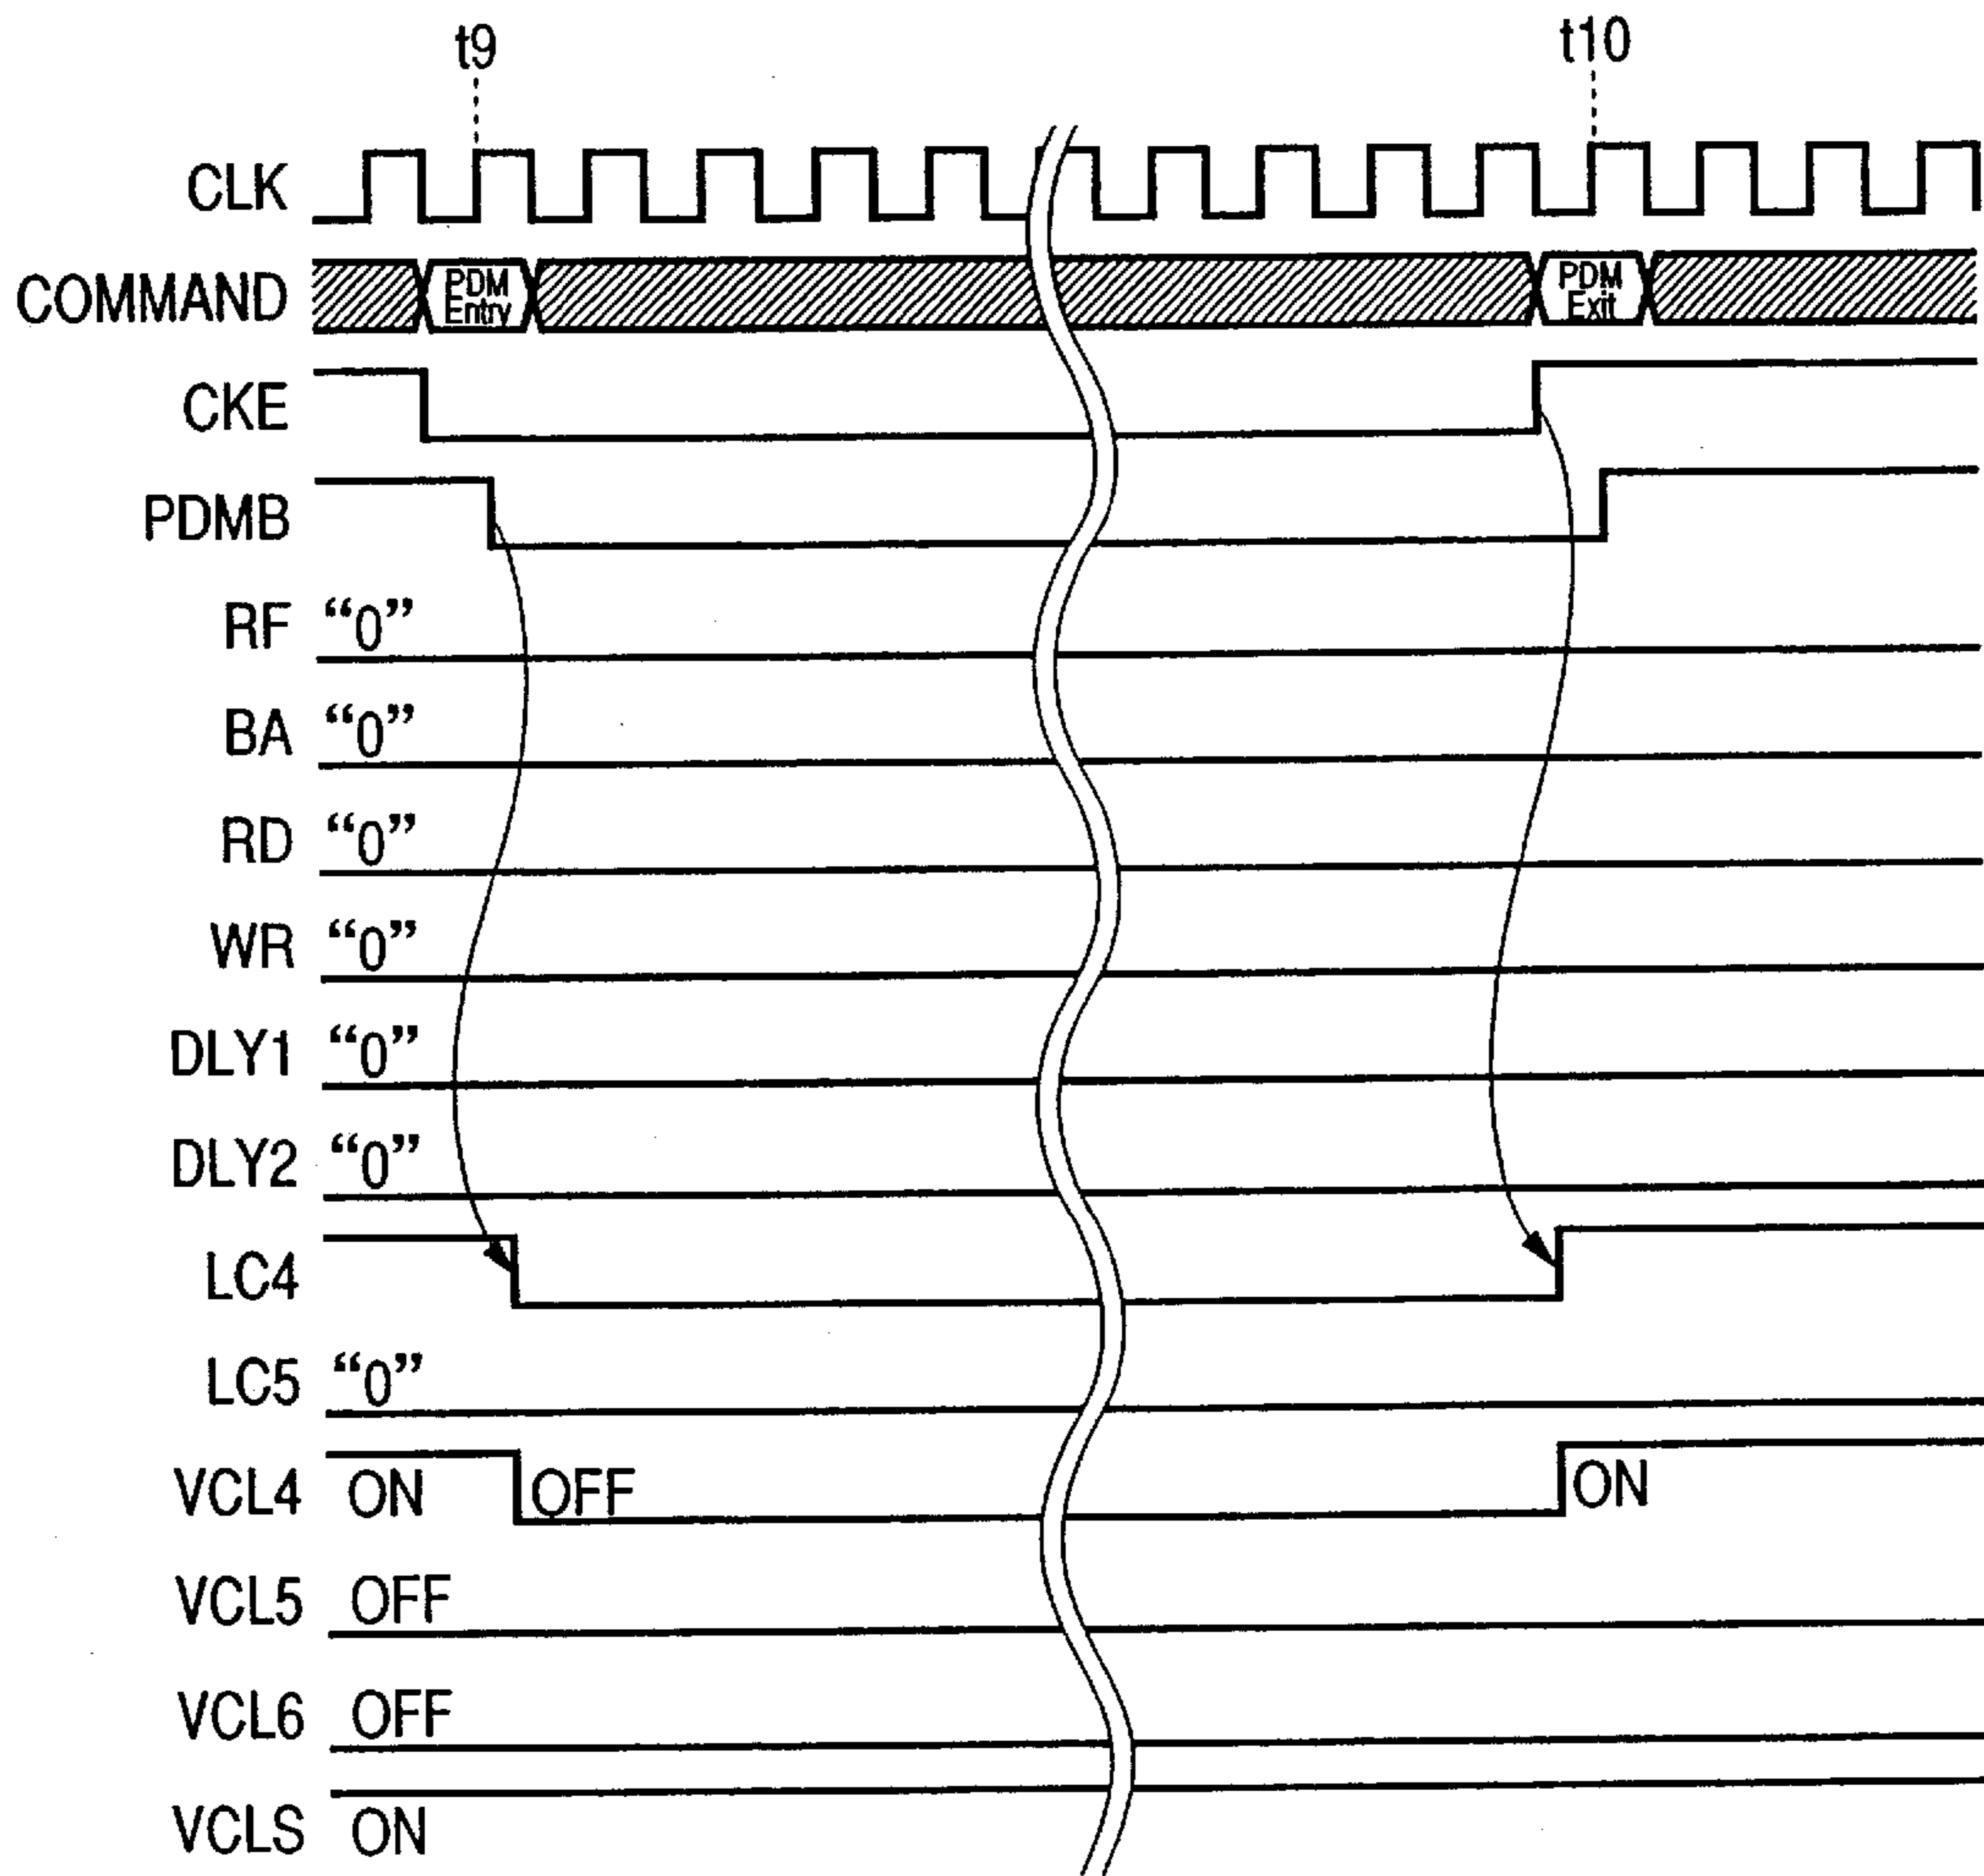 t9 t10
CLK
COMMAND PDM Entry PDM Exit
CKE
PDMB
RF “0”
BA “0”
RD “0”
WR “0”
DLY1 “0”
DLY2 “0”
LC4
LC5 “0”
VCL4 ON OFF ON
VCL5 OFF
VCL6 OFF
VCLS ON